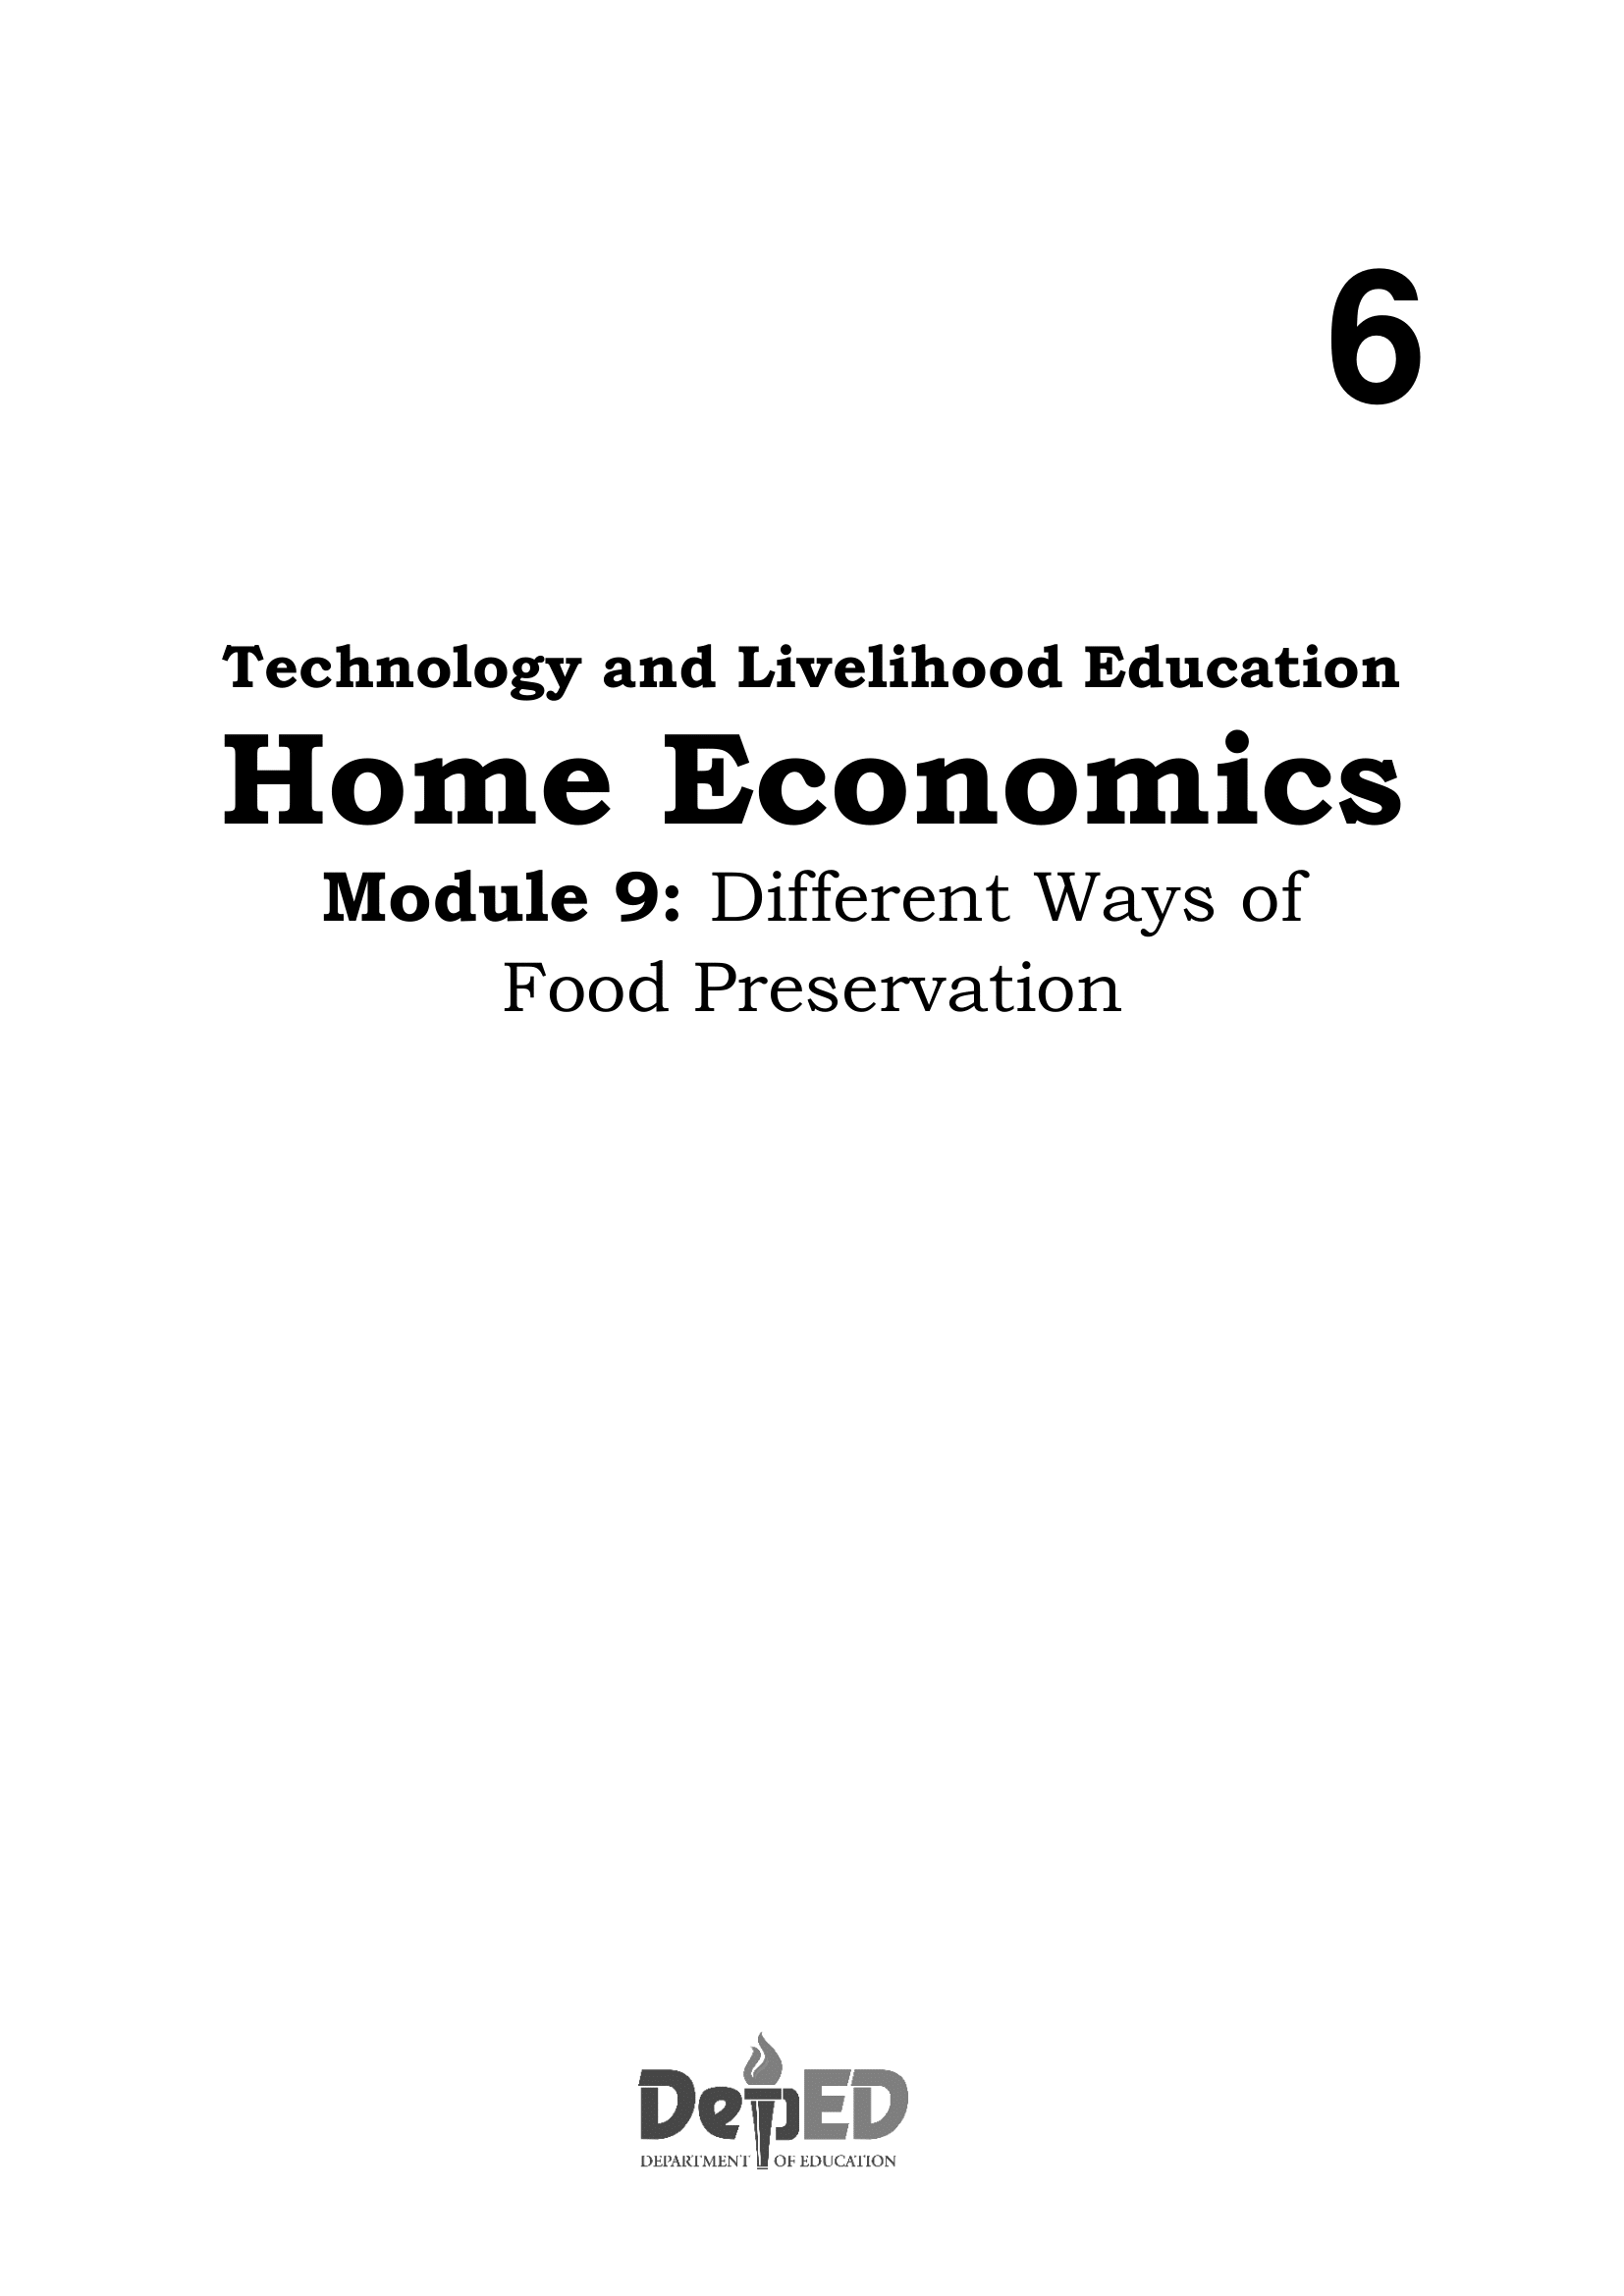 6
Technology and Livelihood Education
Home Economics
Module 9: Different Ways of
Food Preservation
DepED
DEPARTMENT OF EDUCATION